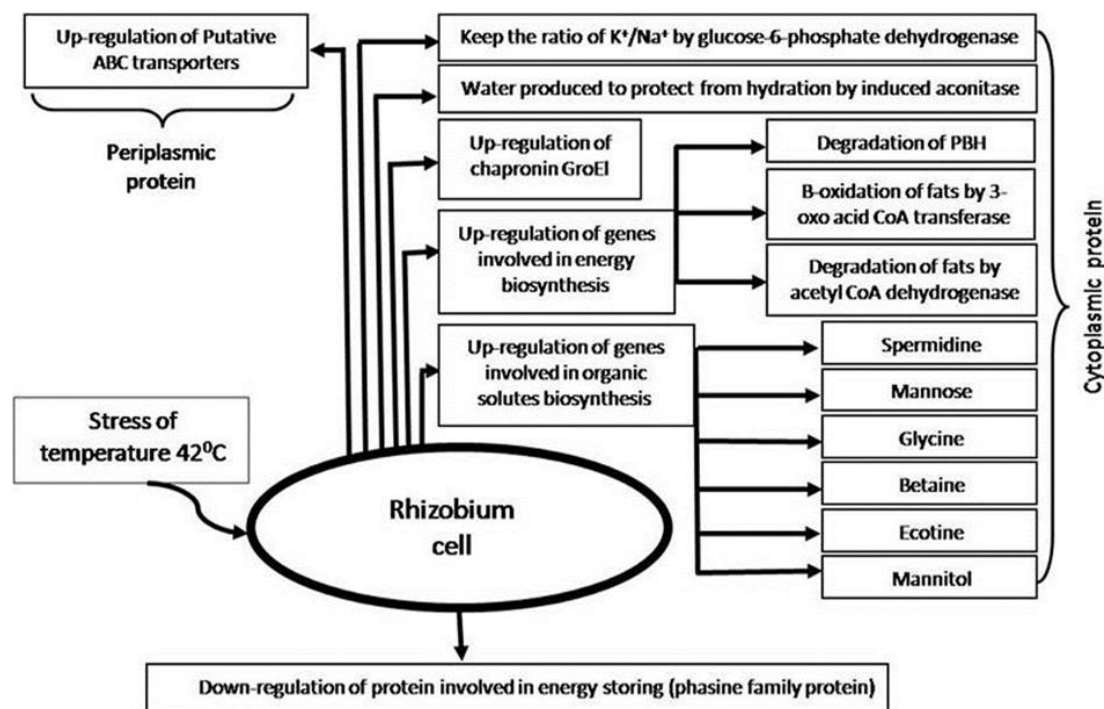 Up-regulation of Putative
ABC transporters
Periplasmic
protein
Keep the ratio of K⁺/Na⁺ by glucose-6-phosphate dehydrogenase
Water produced to protect from hydration by induced aconitase
Up-regulation of
chapronin GroEl
Up-regulation of genes
involved in energy
biosynthesis
Degradation of PBH
B-oxidation of fats by 3-
oxo acid CoA transferase
Degradation of fats by
acetyl CoA dehydrogenase
Up-regulation of genes
involved in organic
solutes biosynthesis
Spermidine
Mannose
Glycine
Betaine
Ecotine
Mannitol
Cytoplasmic protein
Stress of
temperature 42⁰C
Rhizobium
cell
Down-regulation of protein involved in energy storing (phasine family protein)